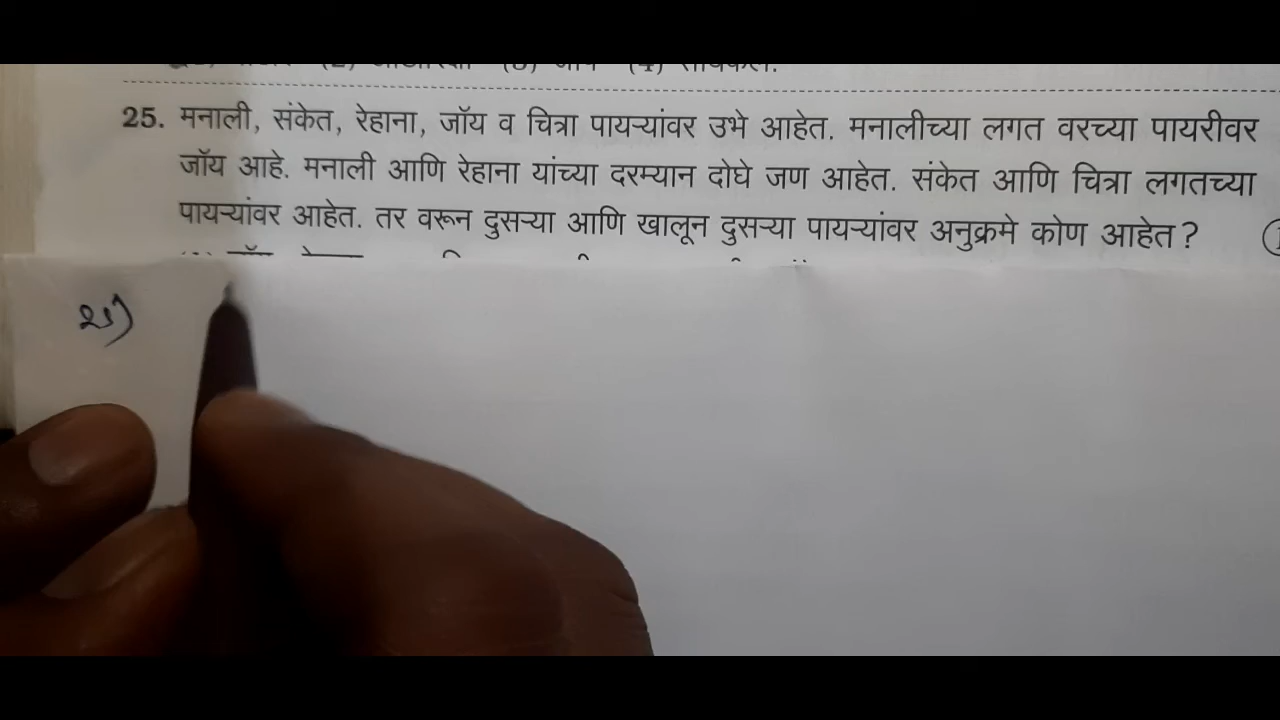 25. मनाली, संकेत, रेहाना, जॉय व चित्रा पायऱ्यांवर उभे आहेत. मनालीच्या लगत वरच्या पायरीवर
जॉय आहे. मनाली आणि रेहाना यांच्या दरम्यान दोघे जण आहेत. संकेत आणि चित्रा लगतच्या
पायऱ्यांवर आहेत. तर वरून दुसऱ्या आणि खालून दुसऱ्या पायऱ्यांवर अनुक्रमे कोण आहेत?